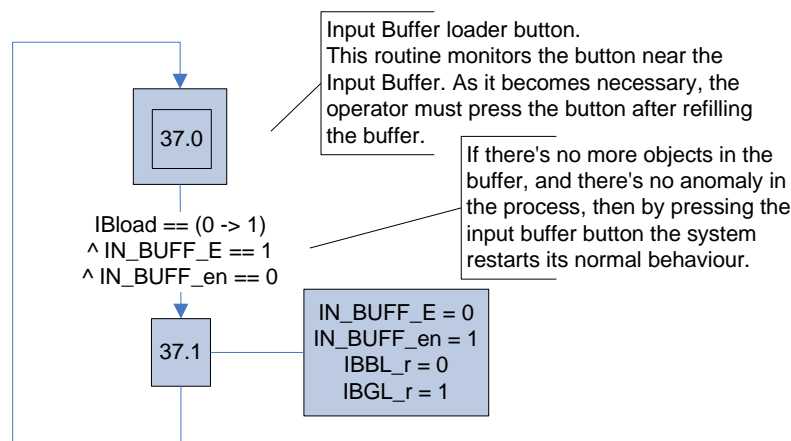 Input Buffer loader button.
This routine monitors the button near the
Input Buffer. As it becomes necessary, the
operator must press the button after refilling
the buffer.
37.0
If there's no more objects in the
buffer, and there's no anomaly in
the process, then by pressing the
input buffer button the system
restarts its normal behaviour.
IBload == (0 -> 1)
^ IN_BUFF_E == 1
^ IN_BUFF_en == 0
37.1
IN_BUFF_E = 0
IN_BUFF_en = 1
IBBL_r = 0
IBGL_r = 1